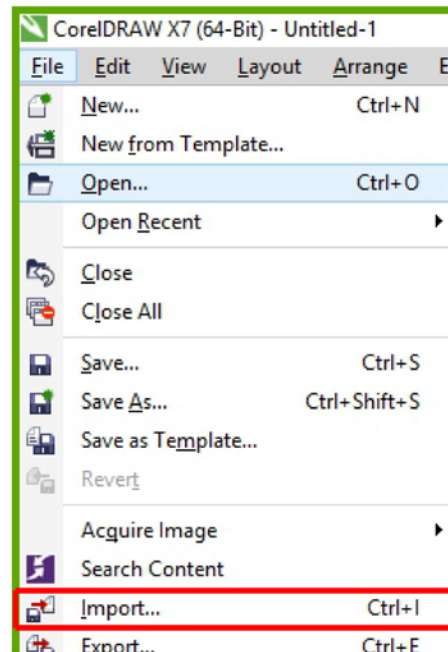 CorelDRAW X7 (64-Bit) - Untitled-1
File Edit View Layout Arrange
New... Ctrl+N
New from Template...
Open... Ctrl+O
Open Recent
Close
Close All
Save... Ctrl+S
Save As... Ctrl+Shift+S
Save as Template...
Revert
Acquire Image
Search Content
Import... Ctrl+I
Export... Ctrl+E